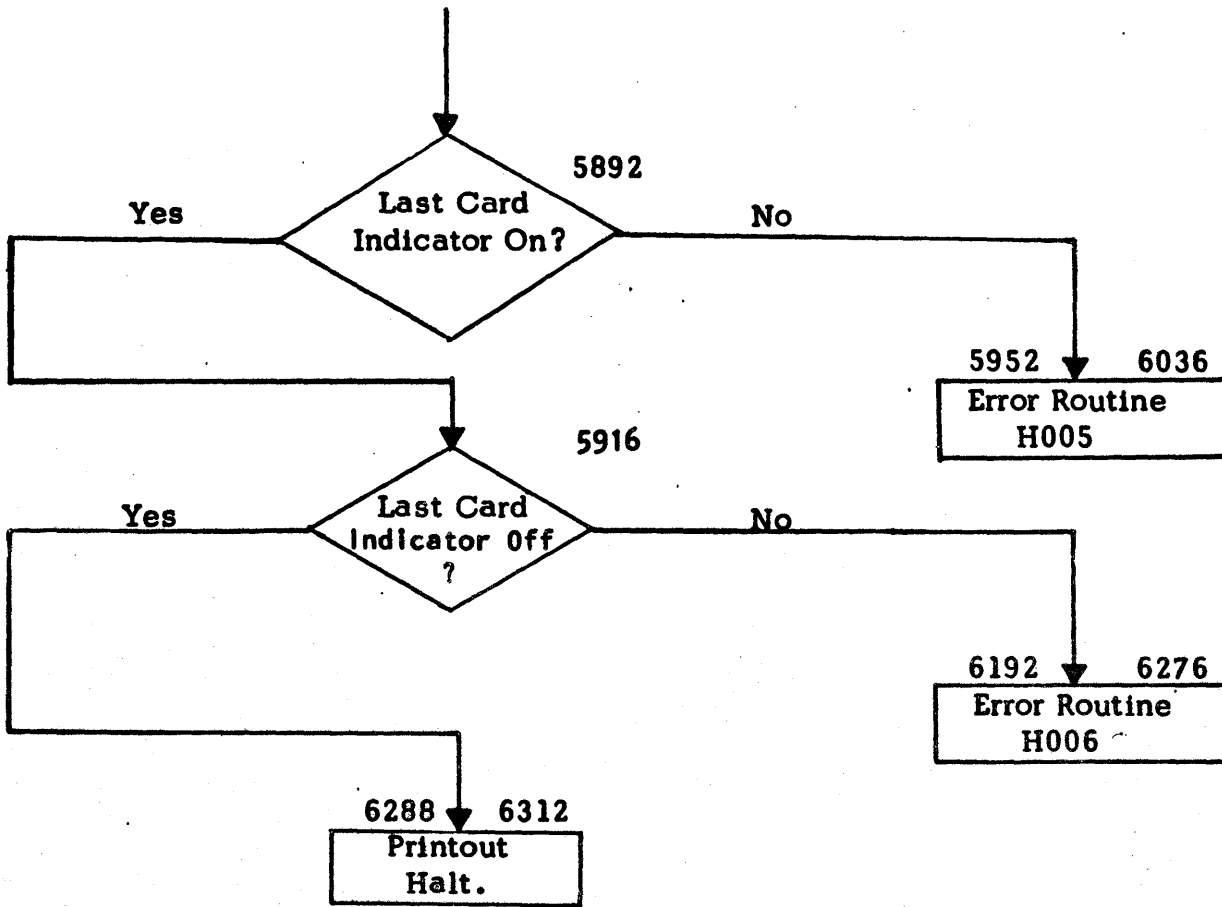 5892
Last Card
Indicator On?
Yes
No
5952 6036
Error Routine
H005
5916
Last Card
Indicator Off
?
Yes
No
6192 6276
Error Routine
H006
6288 6312
Printout
Halt.